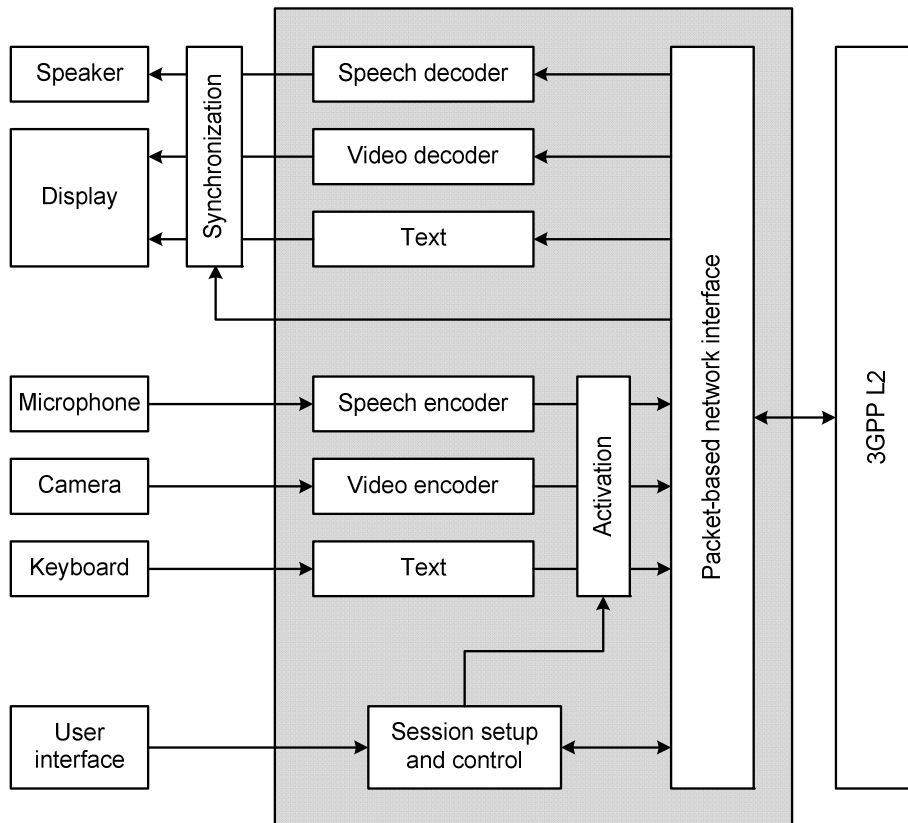 Speaker
Speech decoder
Synchronization
Video decoder
Display
Text
Packet-based network interface
3GPP L2
Microphone
Speech encoder
Activation
Camera
Video encoder
Keyboard
Text
User
interface
Session setup
and control